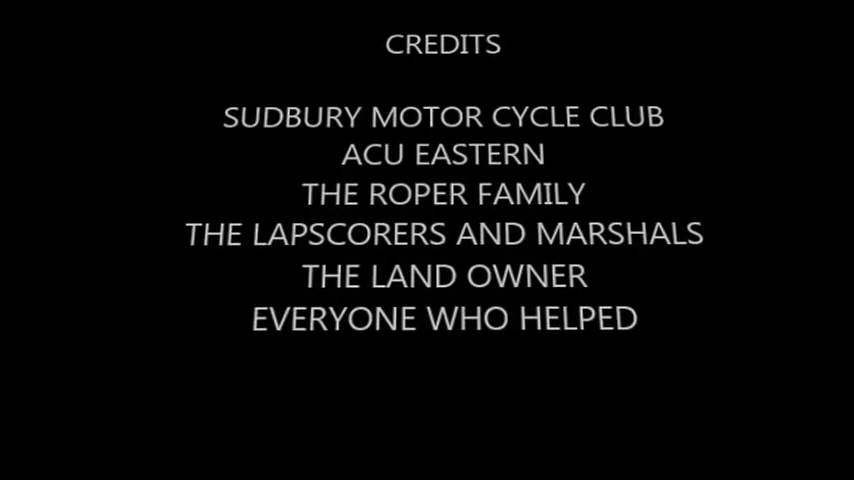 CREDITS
SUDBURY MOTOR CYCLE CLUB
ACU EASTERN
THE ROPER FAMILY
THE LAPSCORERS AND MARSHALS
THE LAND OWNER
EVERYONE WHO HELPED